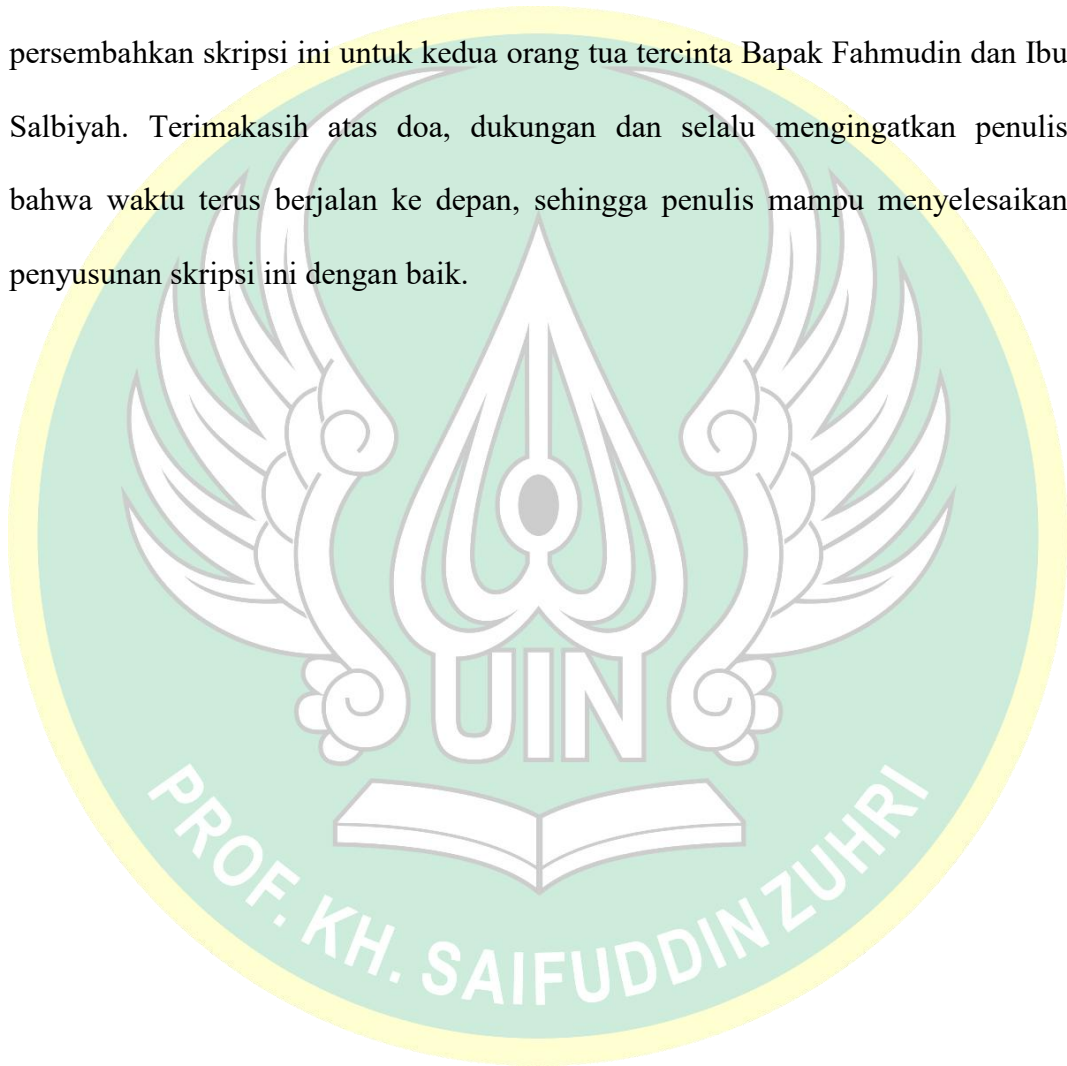 persembahkan skripsi ini untuk kedua orang tua tercinta Bapak Fahmudin dan Ibu
Salbiyah. Terimakasih atas doa, dukungan dan selalu mengingatkan penulis
bahwa waktu terus berjalan ke depan, sehingga penulis mampu menyelesaikan
penyusunan skripsi ini dengan baik.
UIN
PROF. KH. SAIFUDDIN ZUHRI